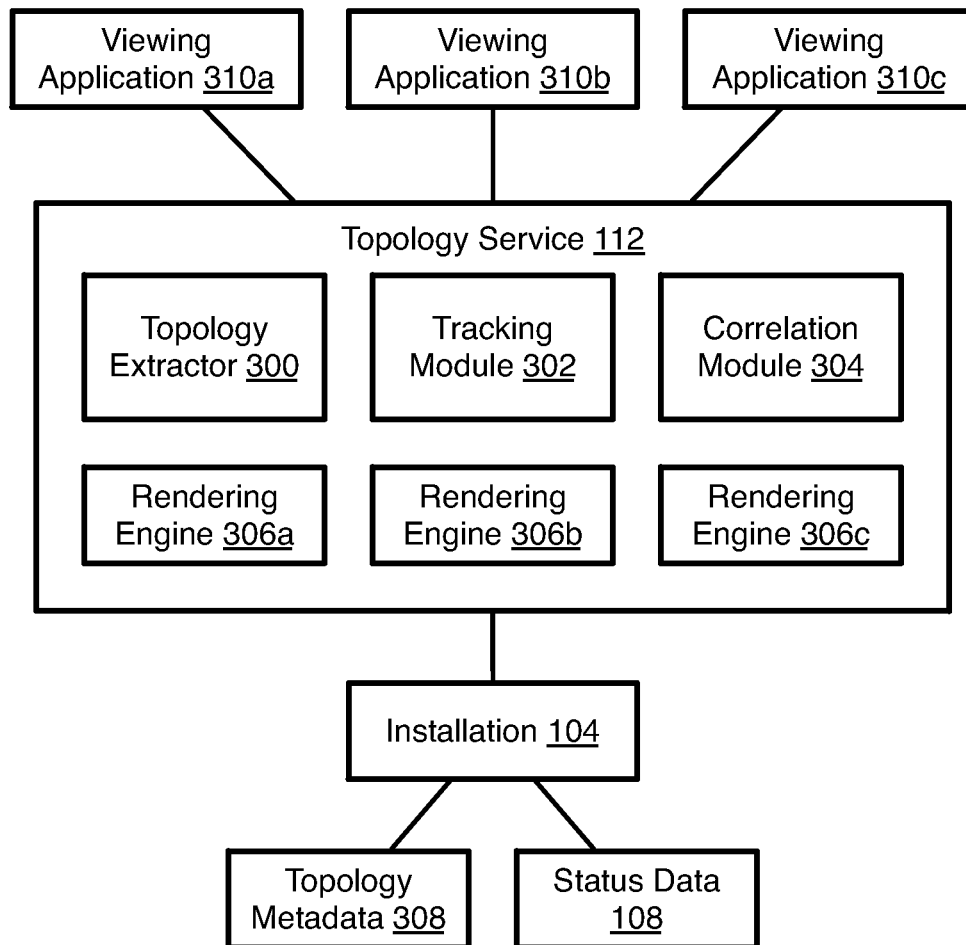 Viewing
Application 310a
Viewing
Application 310b
Viewing
Application 310c
Topology Service 112
Topology
Extractor 300
Tracking
Module 302
Correlation
Module 304
Rendering
Engine 306a
Rendering
Engine 306b
Rendering
Engine 306c
Installation 104
Topology
Metadata 308
Status Data
108